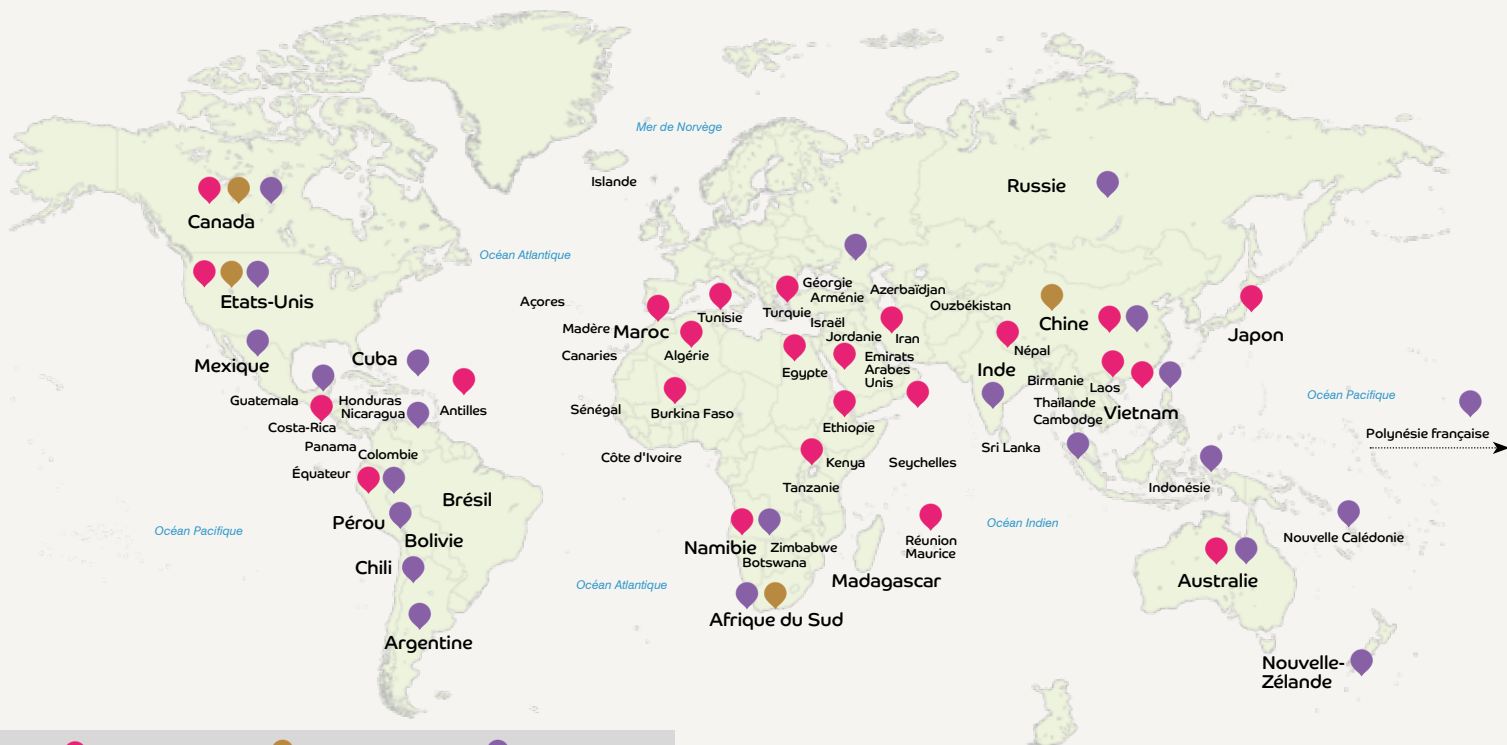 Mer de Norvège
Islande
Russie
Canada
Océan Atlantique
Etats-Unis
Açores
Géorgie
Arménie
Azerbaïdjan
Ouzbékistan
Turquie
Tunisie
Israël
Jordanie
Iran
Madère
Maroc
Algérie
Canaries
Chine
Japon
Népal
Mexique
Cuba
Egypte
Emirats
Arabes
Unis
Inde
Birmanie
Laos
Thaïlande
Cambodge
Vietnam
Océan Pacifique
Guatemala
Honduras
Nicaragua
Antilles
Sénégal
Burkina Faso
Ethiopie
Costa-Rica
Panama
Colombie
Polynésie française
Sri Lanka
Côte d'Ivoire
Kenya
Seychelles
Équateur
Tanzanie
Indonésie
Brésil
Pérou
Océan Pacifique
Bolivie
Océan Indien
Nouvelle Calédonie
Namibie
Zimbabwe
Botswana
Réunion
Maurice
Chili
Océan Atlantique
Madagascar
Australie
Afrique du Sud
Argentine
Nouvelle-
Zélande